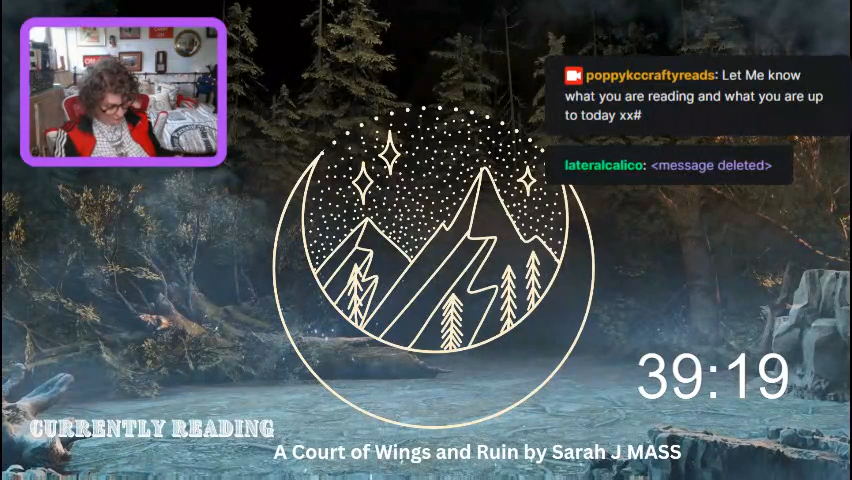 poppykccraftyreads: Let Me know
what you are reading and what you are up
to today xx#
lateralcalico: <message deleted>
39:19
CURRENTLY READING
A Court of Wings and Ruin by Sarah J MASS